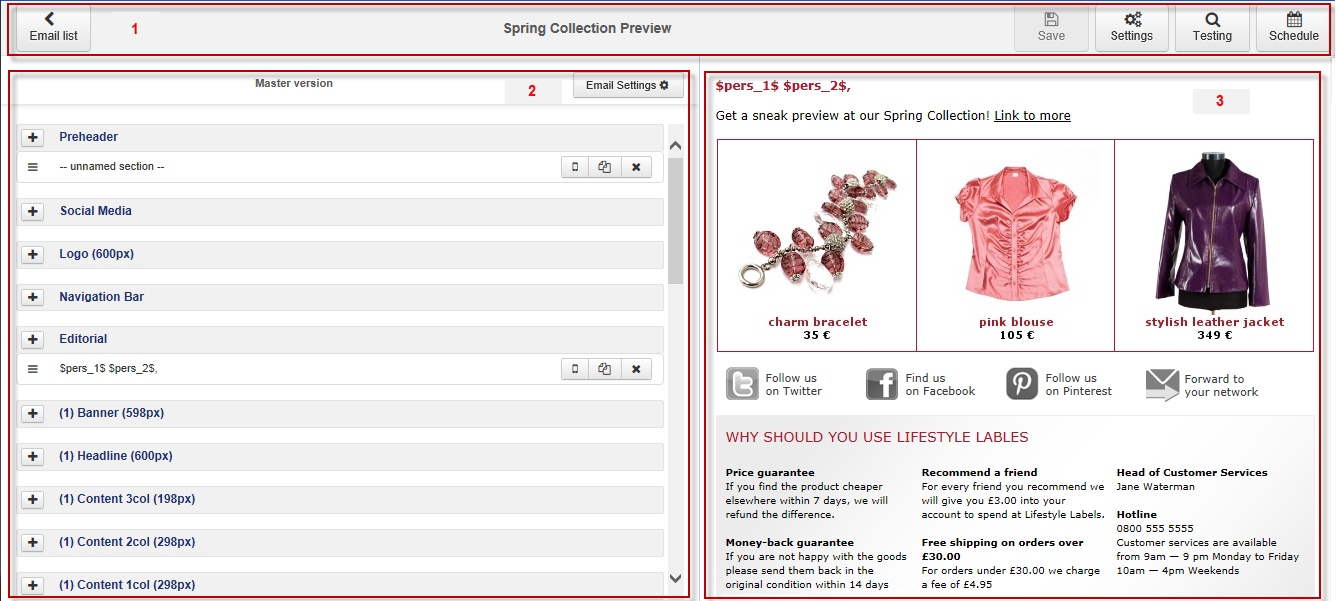 Email list
1
Spring Collection Preview
Save
Settings
Testing
Schedule
Master version
2
Email Settings
Preheader
-- unnamed section --
Social Media
Logo (600px)
Navigation Bar
Editorial
$pers_1$ $pers_2$,
(1) Banner (598px)
(1) Headline (600px)
(1) Content 3col (198px)
(1) Content 2col (298px)
(1) Content 1col (298px)
$pers_1$ $pers_2$,
3
Get a sneak preview at our Spring Collection! Link to more
charm bracelet
35 €
pink blouse
105 €
stylish leather jacket
349 €
Follow us
on Twitter
Find us
on Facebook
Follow us
on Pinterest
Forward to
your network
WHY SHOULD YOU USE LIFESTYLE LABLES
Price guarantee
If you find the product cheaper
elsewhere within 7 days, we will
refund the difference.
Money-back guarantee
If you are not happy with the goods
please send them back in the
original condition within 14 days
Recommend a friend
For every friend you recommend we
will give you £3.00 into your
account to spend at Lifestyle Labels.
Free shipping on orders over
£30.00
For orders under £30.00 we charge
a fee of £4.95
Head of Customer Services
Jane Waterman
Hotline
0800 555 5555
Customer services are available
from 9am — 9 pm Monday to Friday
10am — 4pm Weekends